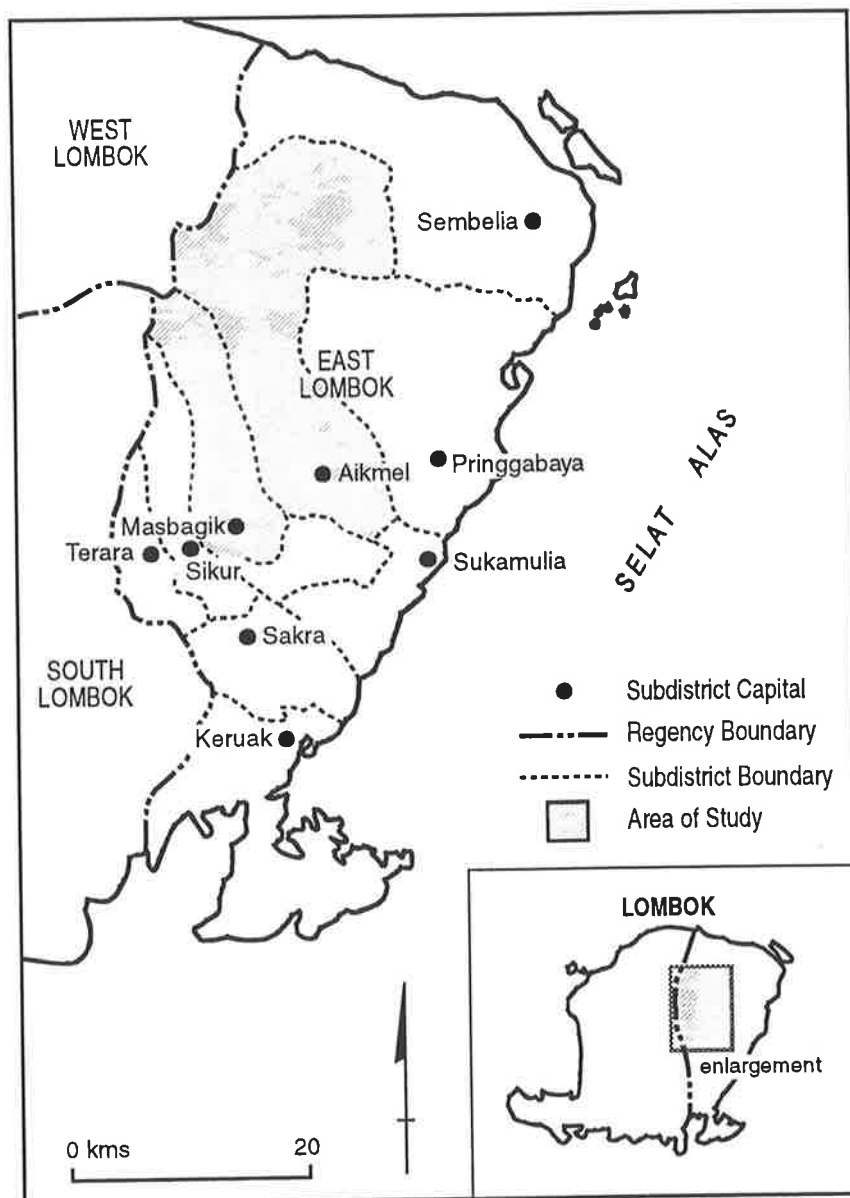 WEST
LOMBOK
Sembelia
EAST
LOMBOK
SELAT ALAS
Aikmel
Pringgabaya
Masbagik
Terara
Sikur
Sukamulia
Sakra
SOUTH
LOMBOK
Keruak
Subdistrict Capital
Regency Boundary
Subdistrict Boundary
Area of Study
LOMBOK
enlargement
0 kms 20